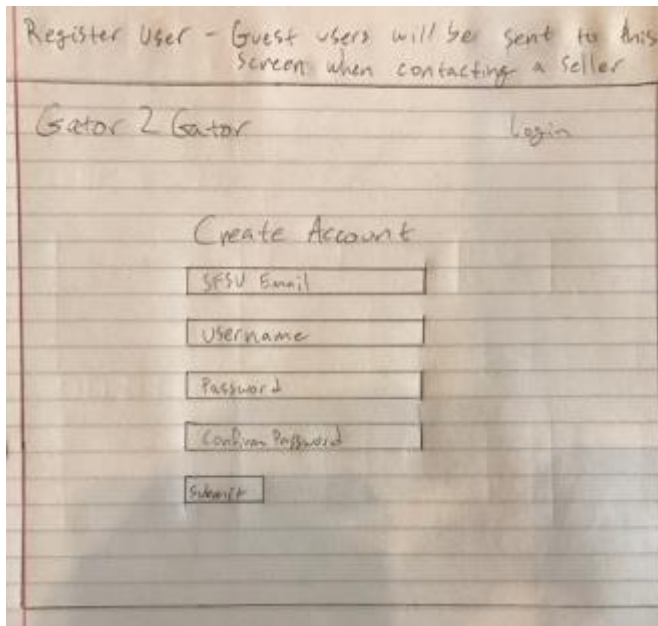 Register User - Guest users will be sent to this
screen when contacting a seller
Gator 2 Gator
Login
Create Account
SFSU Email
Username
Password
Confirm Password
Submit